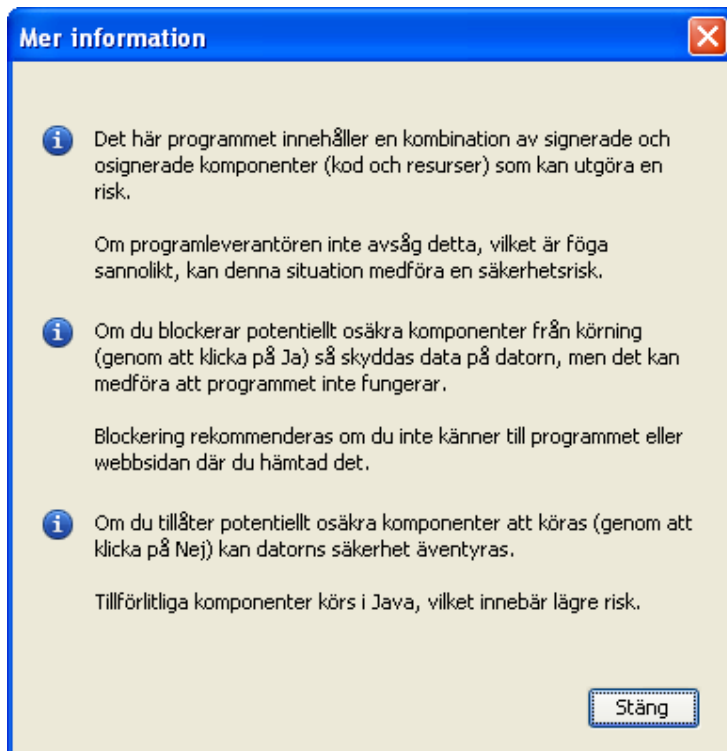 Mer information
Det här programmet innehåller en kombination av signerade och
osignerade komponenter (kod och resurser) som kan utgöra en
risk.
Om programleverantören inte avsåg detta, vilket är föga
sannolikt, kan denna situation medföra en säkerhetsrisk.
Om du blockerar potentiellt osäkra komponenter från körning
(genom att klicka på Ja) så skyddas data på datorn, men det kan
medföra att programmet inte fungerar.
Blockering rekommenderas om du inte känner till programmet eller
webbsidan där du hämtad det.
Om du tillåter potentiellt osäkra komponenter att köras (genom att
klicka på Nej) kan datorns säkerhet äventyras.
Tillförlitliga komponenter körs i Java, vilket innebär lägre risk.
Stäng